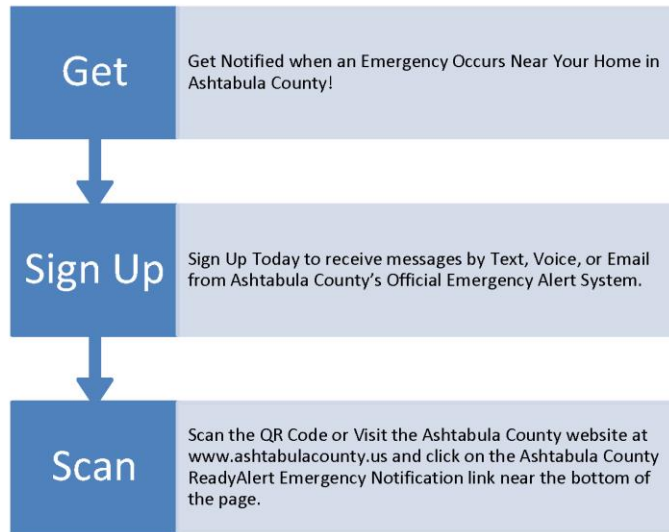 Get
Get Notified when an Emergency Occurs Near Your Home in
Ashtabula County!
Sign Up
Sign Up Today to receive messages by Text, Voice, or Email
from Ashtabula County's Official Emergency Alert System.
Scan
Scan the QR Code or Visit the Ashtabula County website at
www.ashtabulacounty.us and click on the Ashtabula County
ReadyAlert Emergency Notification link near the bottom of
the page.